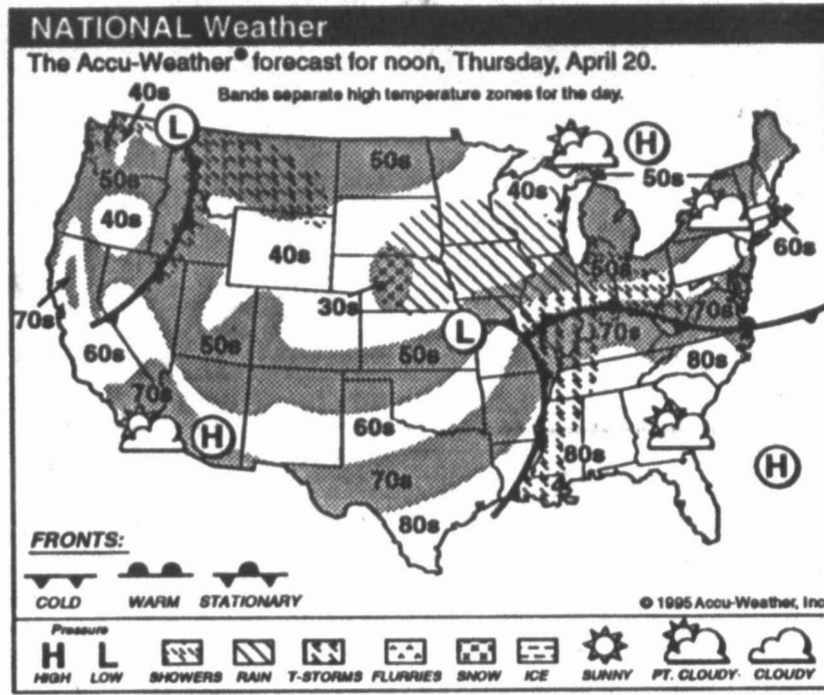 NATIONAL Weather
The Accu-Weather® forecast for noon, Thursday, April 20.
Bands separate high temperature zones for the day.
40s
L
H
50s
40s
50s
50s
40s
60s
40s
50s
30s
70s
70s
L
70s
60s
50s
50s
80s
70s
H
60s
80s
H
70s
80s
FRONTS:
COLD WARM STATIONARY
© 1995 Accu-Weather, Inc
Pressure
H L
HIGH LOW SHOWERS RAIN T-STORMS FLURRIES SNOW ICE SUNNY PT. CLOUDY CLOUDY